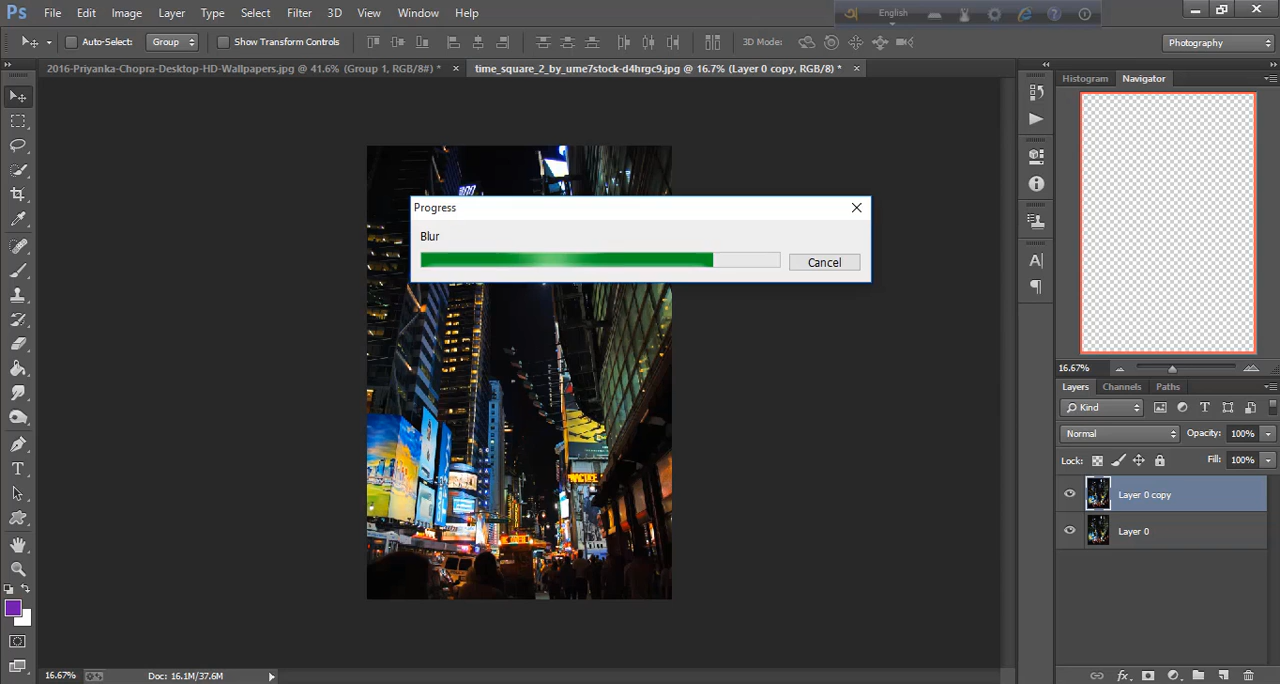 Ps File Edit Image Layer Type Select Filter 3D View Window Help
English
Auto-Select: Group Show Transform Controls 3D Mode: Photography
2016-Priyanka-Chopra-Desktop-HD-Wallpapers.jpg @ 41.6% (Group 1, RGB/8#) * × time_square_2_by_ume7stock-d4hrgc9.jpg @ 16.7% (Layer 0 copy, RGB/8) * ×
Histogram Navigator
Progress
Blur
Cancel
16.67%
Layers Channels Paths
Kind
Normal Opacity: 100%
Lock: Fill: 100%
Layer 0 copy
Layer 0
16.67% Doc: 16.1M/37.6M